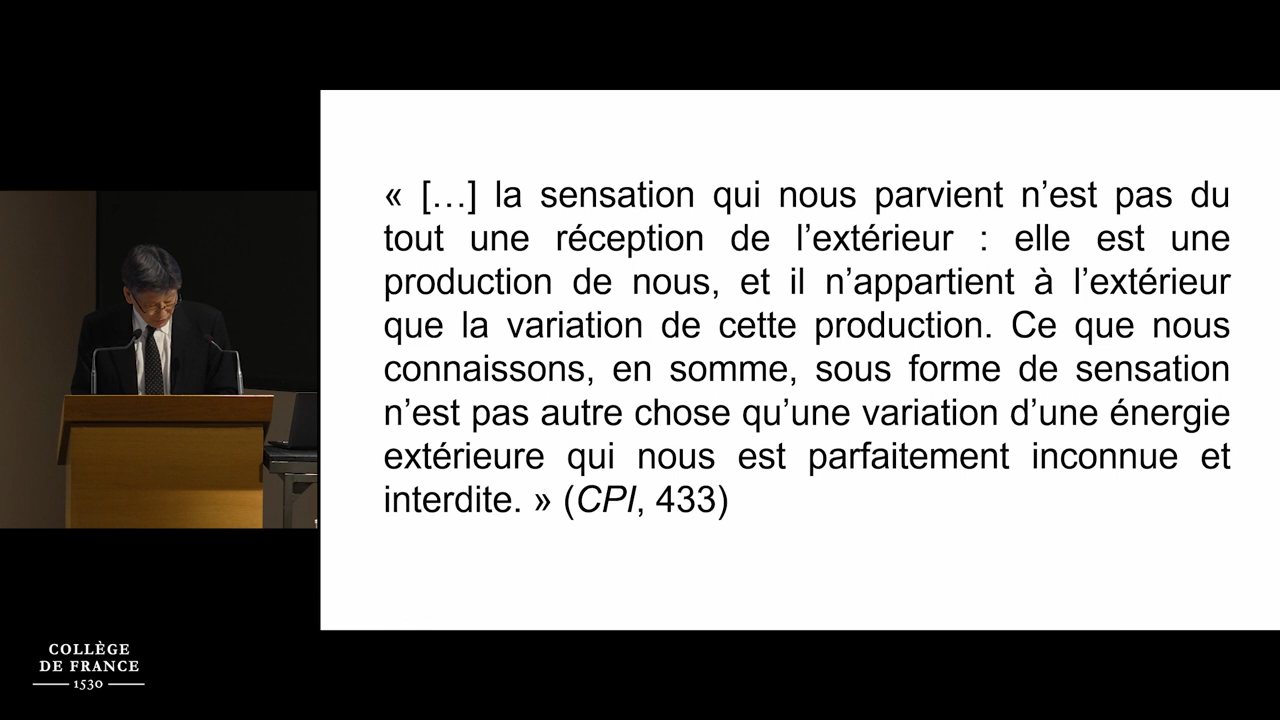 « […] la sensation qui nous parvient n’est pas du
tout une réception de l’extérieur : elle est une
production de nous, et il n’appartient à l’extérieur
que la variation de cette production. Ce que nous
connaissons, en somme, sous forme de sensation
n’est pas autre chose qu’une variation d’une énergie
extérieure qui nous est parfaitement inconnue et
interdite. » (CPI, 433)
COLLÈGE
DE FRANCE
1530